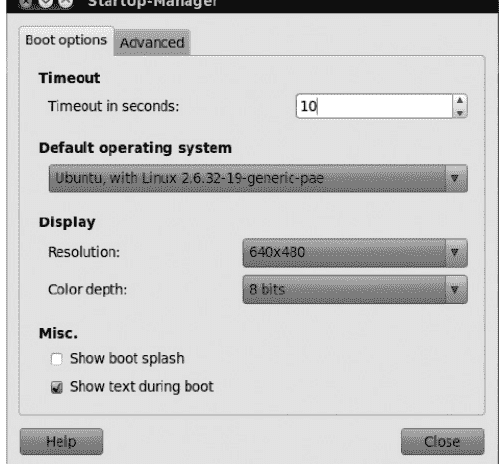 StartUp-Manager
Boot options
Advanced
Timeout
Timeout in seconds:
10
Default operating system
Ubuntu, with Linux 2.6.32-19-generic-pae
Display
Resolution:
640x480
Color depth:
8 bits
Misc.
Show boot splash
Show text during boot
Help
Close